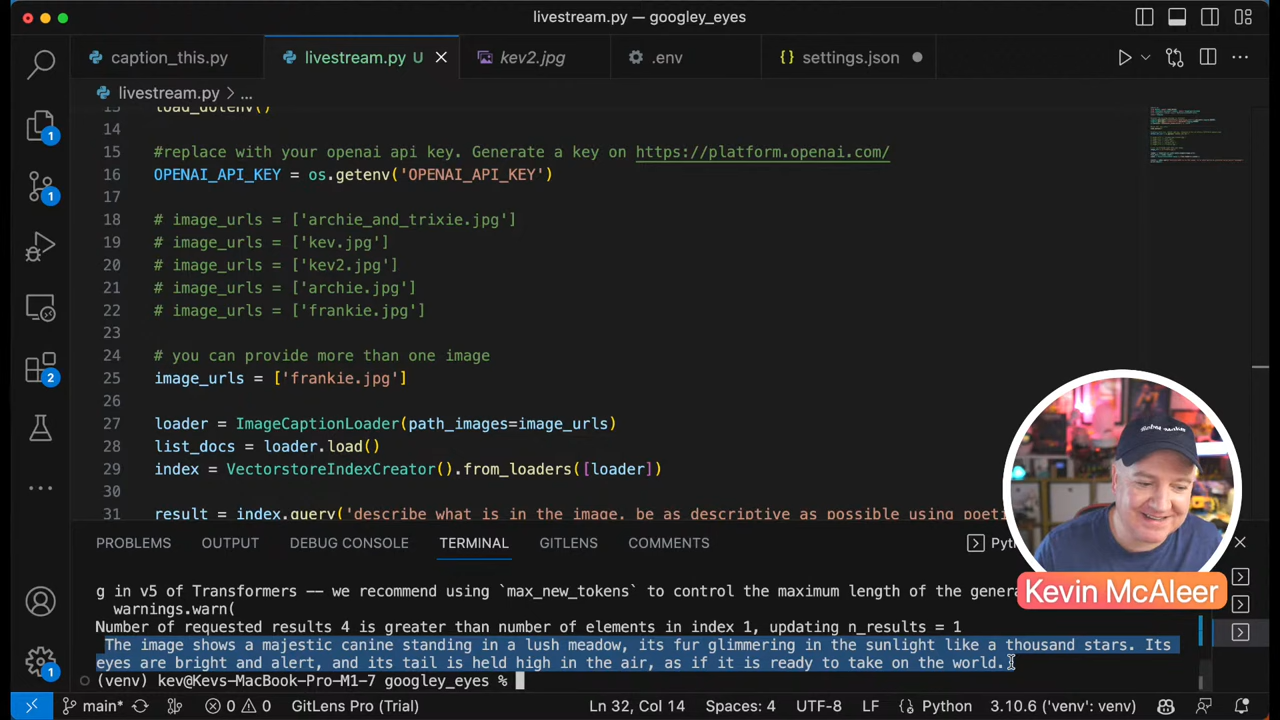 livestream.py — googley_eyes
caption_this.py
livestream.py U
kev2.jpg
.env
{} settings.json
livestream.py > ...
13 load_dotenv()
14
15 #replace with your openai api key generate a key on https://platform.openai.com/
16 OPENAI_API_KEY = os.getenv('OPENAI_API_KEY')
17
18 # image_urls = ['archie_and_trixie.jpg']
19 # image_urls = ['kev.jpg']
20 # image_urls = ['kev2.jpg']
21 # image_urls = ['archie.jpg']
22 # image_urls = ['frankie.jpg']
23
24 # you can provide more than one image
25 image_urls = ['frankie.jpg']
26
27 loader = ImageCaptionLoader(path_images=image_urls)
28 list_docs = loader.load()
29 index = VectorstoreIndexCreator().from_loaders([loader])
30
31 result = index.query('describe what is in the image. be as descriptive as possible using
1
1
2
1
PROBLEMS OUTPUT DEBUG CONSOLE TERMINAL GITLENS COMMENTS
g in v5 of Transformers -- we recommend using `max_new_tokens` to control the maximum length of the
warnings.warn(
Number of requested results 4 is greater than number of elements in index 1, updating n_results = 1
The image shows a majestic canine standing in a lush meadow, its fur glimmering in the sunlight like a thousand stars. Its
eyes are bright and alert, and its tail is held high in the air, as if it is ready to take on the world.
(venv) kev@Kevs-MacBook-Pro-M1-7 googley_eyes %
Kevin McAleer
main* 0 0 GitLens Pro (Trial) Ln 32, Col 14 Spaces: 4 UTF-8 LF {} Python 3.10.6 ('venv': venv)